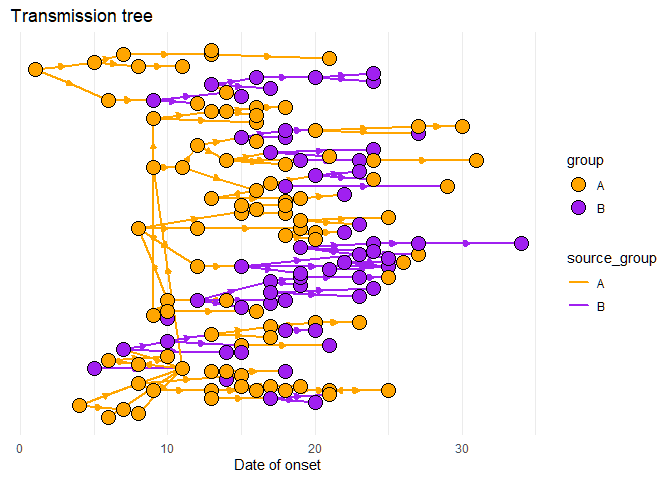 Transmission tree
group
A
B
source_group
A
B
0
10
20
30
Date of onset